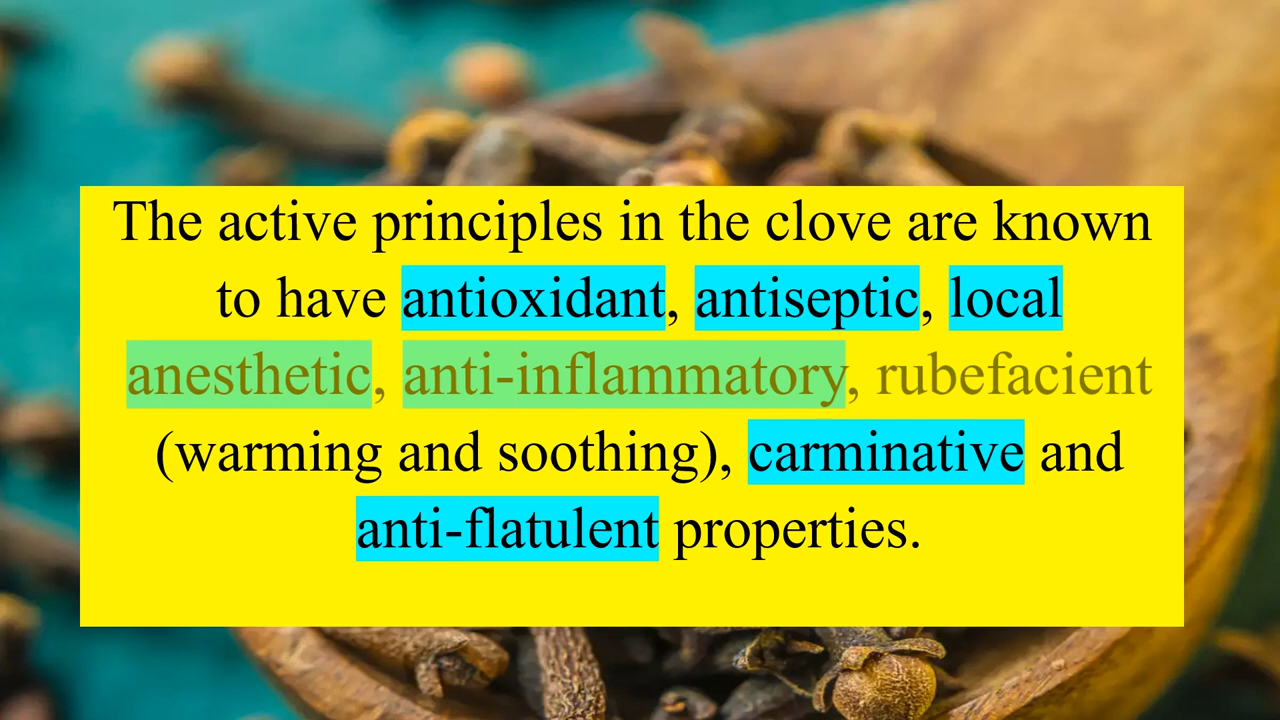 The active principles in the clove are known
to have antioxidant, antiseptic, local
anesthetic, anti-inflammatory, rubefacient
(warming and soothing), carminative and
anti-flatulent properties.